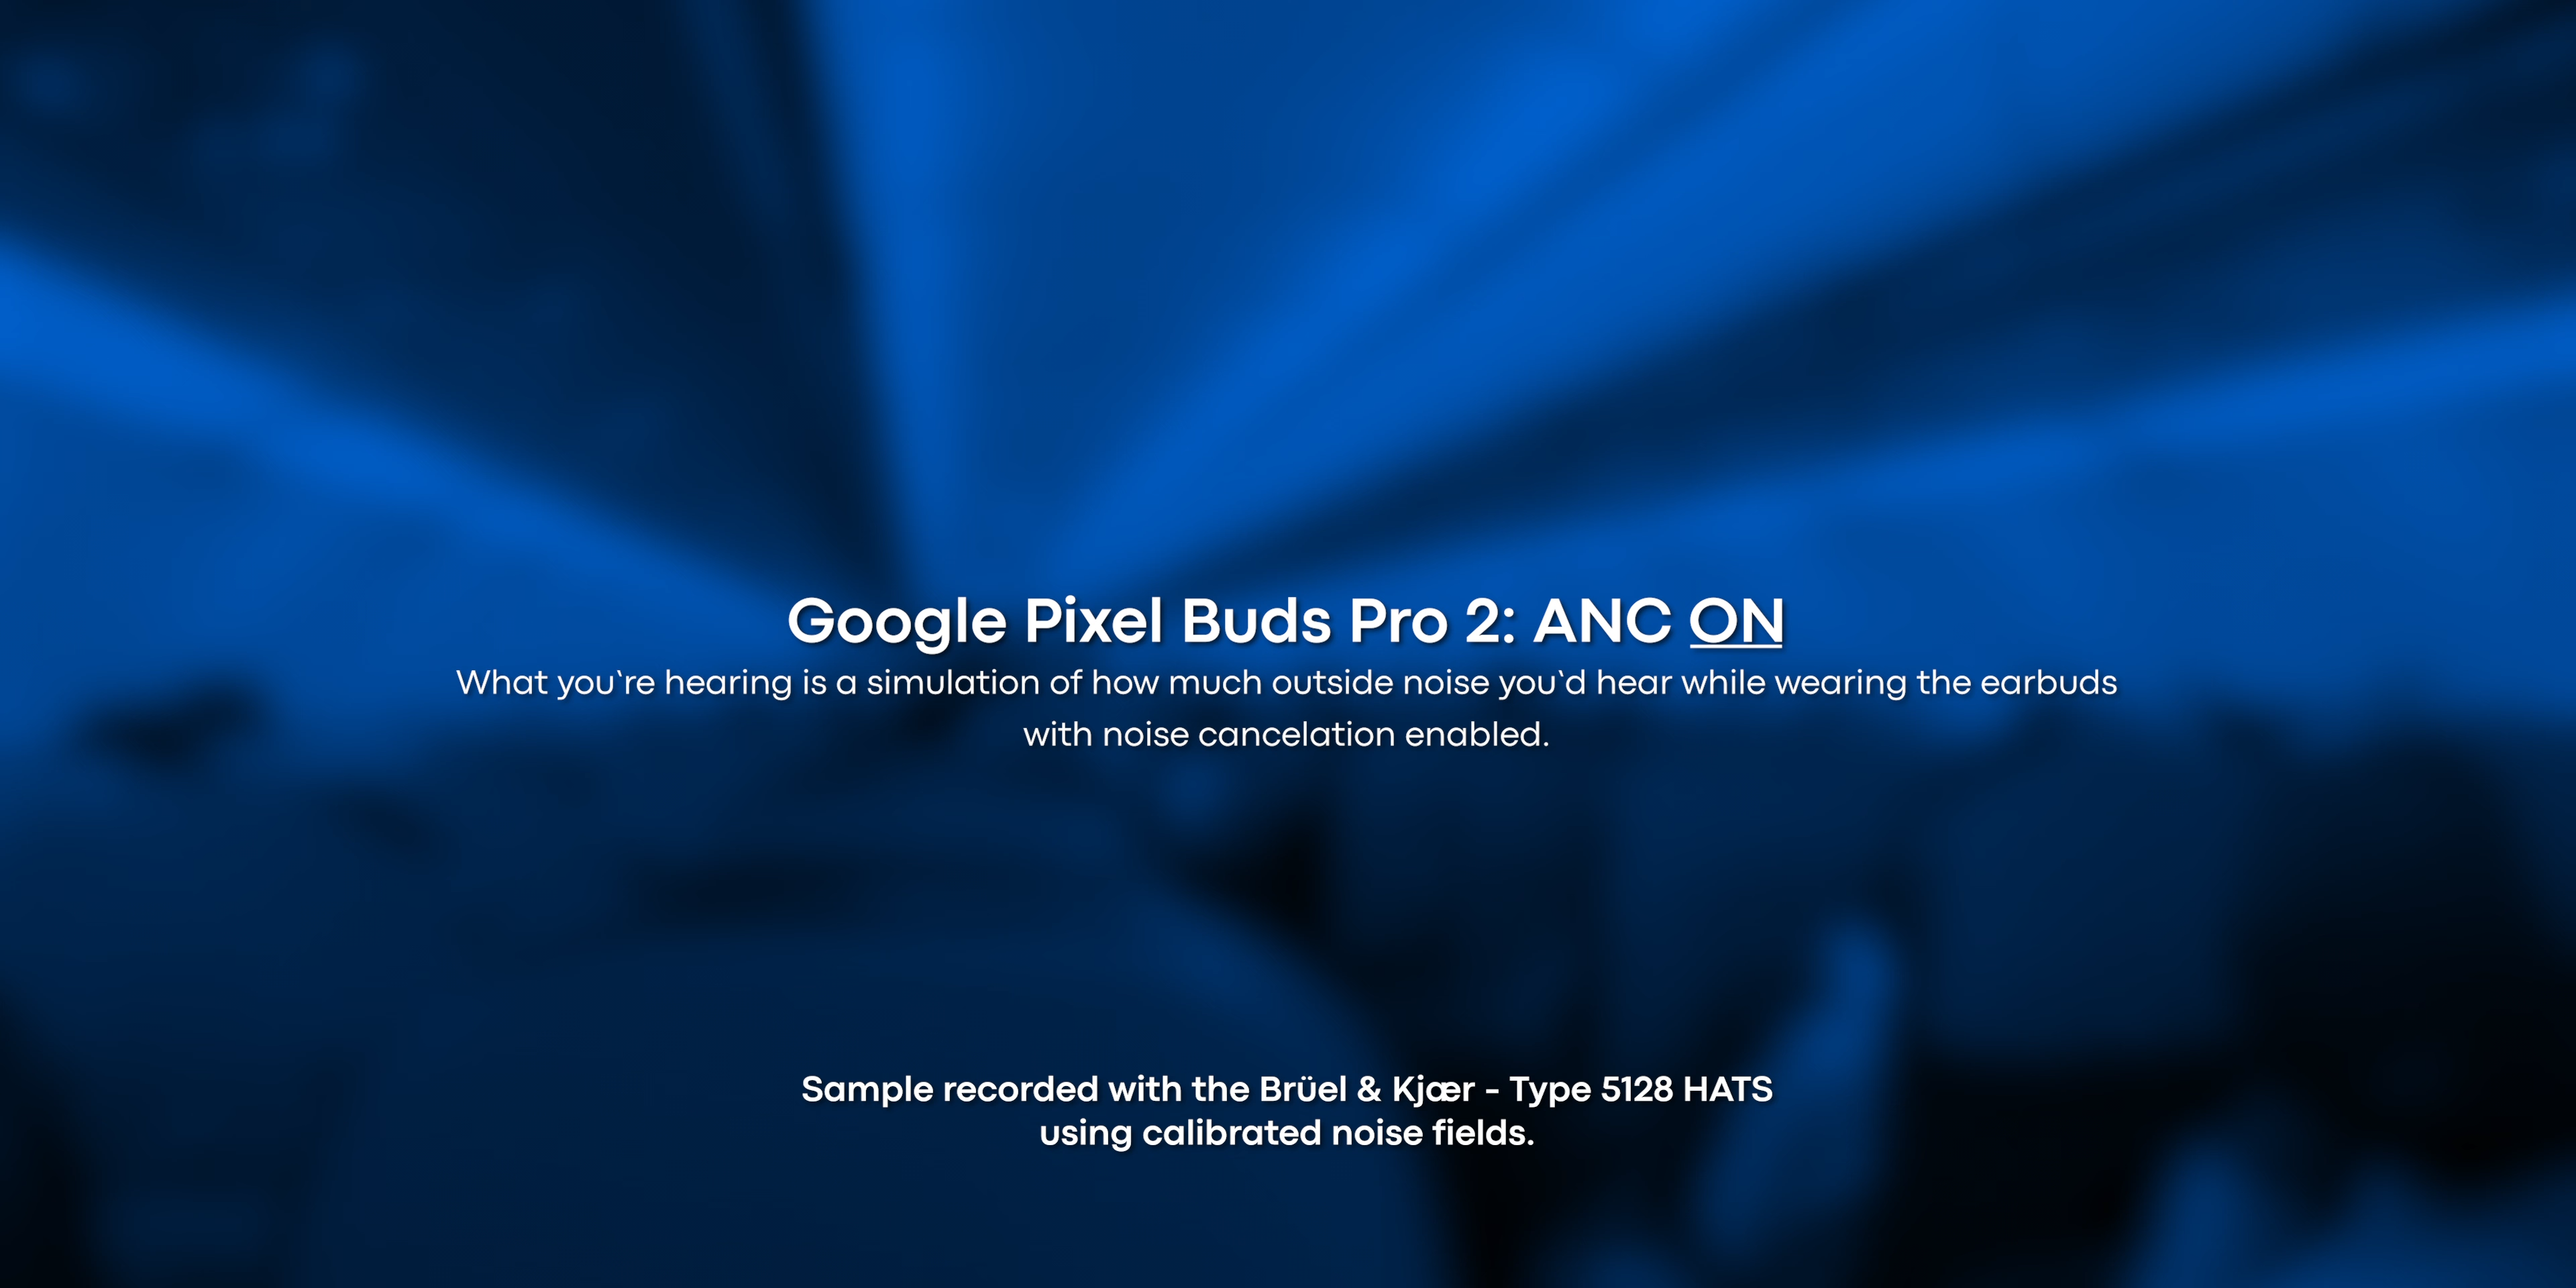 Google Pixel Buds Pro 2: ANC ON
What you‵re hearing is a simulation of how much outside noise you‵d hear while wearing the earbuds
with noise cancelation enabled.
Sample recorded with the Brüel & Kjær - Type 5128 HATS
using calibrated noise fields.